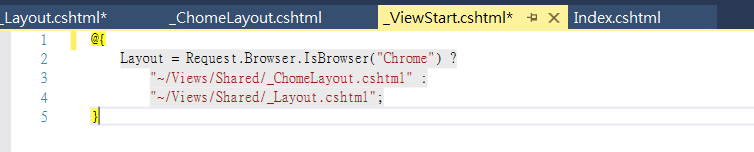 _Layout.cshtml* _ChomeLayout.cshtml _ViewStart.cshtml* Index.cshtml
1 @{
2 Layout = Request.Browser.IsBrowser("Chrome") ?
3 "~/Views/Shared/_ChomeLayout.cshtml" :
4 "~/Views/Shared/_Layout.cshtml";
5 }